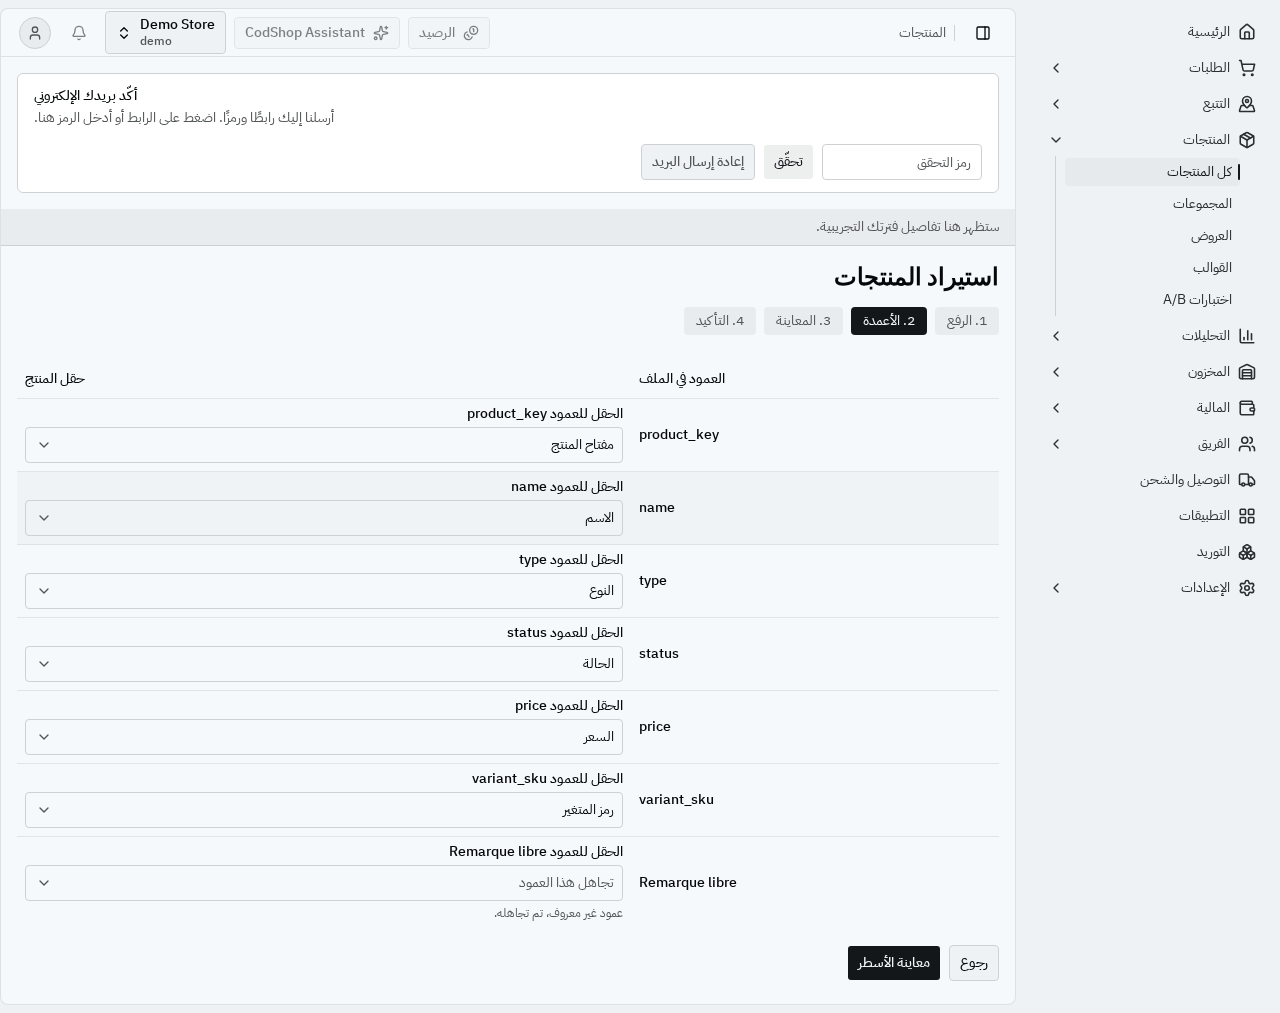 الرئيسية
الطلبات
التتبع
المنتجات
كل المنتجات
المجموعات
العروض
القوالب
اختبارات A/B
التحليلات
المخزون
المالية
الفريق
التوصيل والشحن
التطبيقات
التوريد
الإعدادات
المنتجات
الرصيد
CodShop Assistant
Demo Store
demo
أكّد بريدك الإلكتروني
أرسلنا إليك رابطًا ورمزًا. اضغط على الرابط أو أدخل الرمز هنا.
رمز التحقق
تحقّق
إعادة إرسال البريد
ستظهر هنا تفاصيل فترتك التجريبية.
استيراد المنتجات
1. الرفع
2. الأعمدة
3. المعاينة
4. التأكيد
العمود في الملف
حقل المنتج
product_key
الحقل للعمود product_key
مفتاح المنتج
name
الحقل للعمود name
الاسم
type
الحقل للعمود type
النوع
status
الحقل للعمود status
الحالة
price
الحقل للعمود price
السعر
variant_sku
الحقل للعمود variant_sku
رمز المتغير
Remarque libre
الحقل للعمود Remarque libre
تجاهل هذا العمود
عمود غير معروف، تم تجاهله.
رجوع
معاينة الأسطر